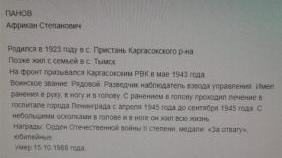 ПАНОВ
Африкан Степанович
Родился в 1923 году в с. Пристань Каргасокского р-на
Позже жил с семьей в с. Тымск
На фронт призывался Каргасокским РВК в мае 1943 года.
Воинское звание: Рядовой. Разведчик наблюдатель взвода управления. Имел
ранения в руку, в ногу и в голову. С ранением в голову проходил лечение в
госпитале города Ленинграда с апреля 1945 года до сентября 1945 года. С
небольшими осколками в голове и в ноге он жил всю жизнь.
Награды: Орден Отечественной войны II степени, медали: «За отвагу»,
юбилейные.
Умер 15.10.1988 года.